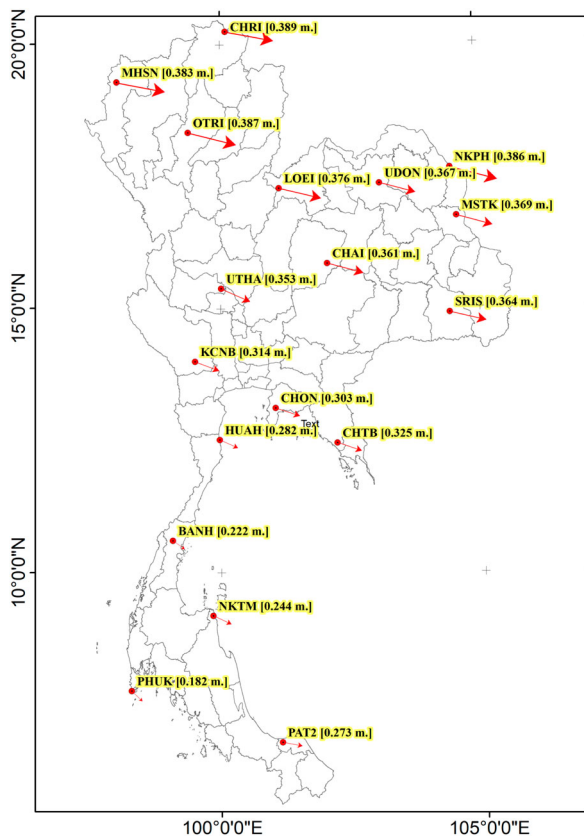 20°0'0"N
CHRI [0.389 m.]
MHSN [0.383 m.]
OTRI [0.387 m.]
NKPH [0.386 m.]
LOEI [0.376 m.]
UDON [0.367 m.]
MSTK [0.369 m.]
CHAI [0.361 m.]
UTHA [0.353 m.]
15°0'0"N
SRIS [0.364 m.]
KCNB [0.314 m.]
CHON [0.303 m.]
Text
HUAH [0.282 m.]
CHTB [0.325 m.]
BANH [0.222 m.]
10°0'0"N
NKTM [0.244 m.]
PHUK [0.182 m.]
PAT2 [0.273 m.]
100°0'0"E
105°0'0"E